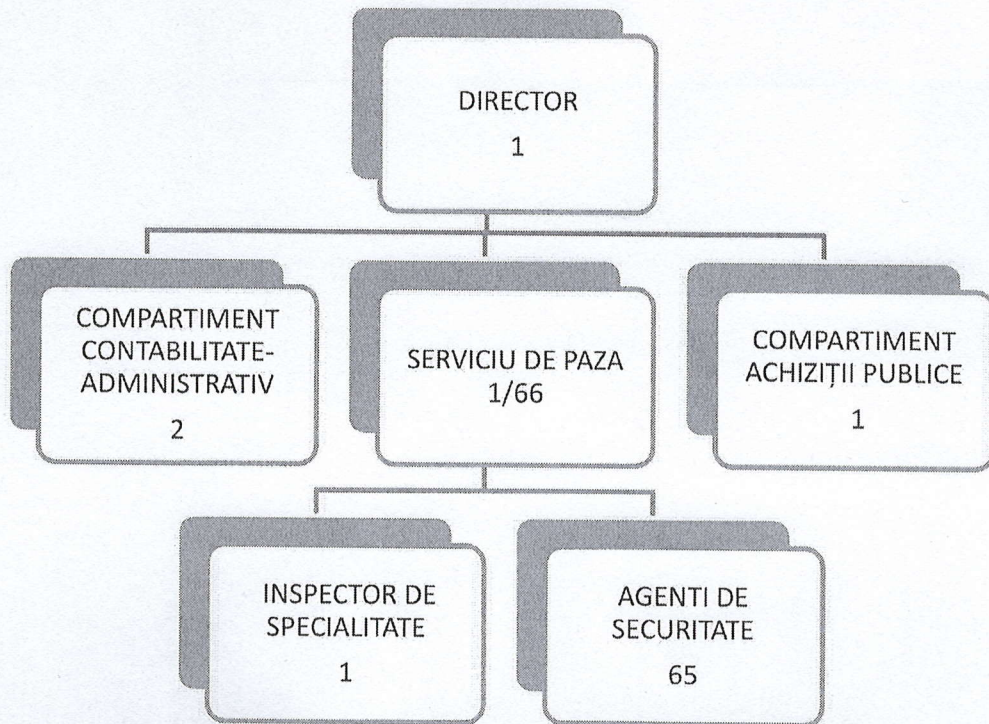 DIRECTOR
1
COMPARTIMENT
CONTABILITATE-
ADMINISTRATIV
2
SERVICIU DE PAZA
1/66
COMPARTIMENT
ACHIZIȚII PUBLICE
1
INSPECTOR DE
SPECIALITATE
1
AGENTI DE
SECURITATE
65